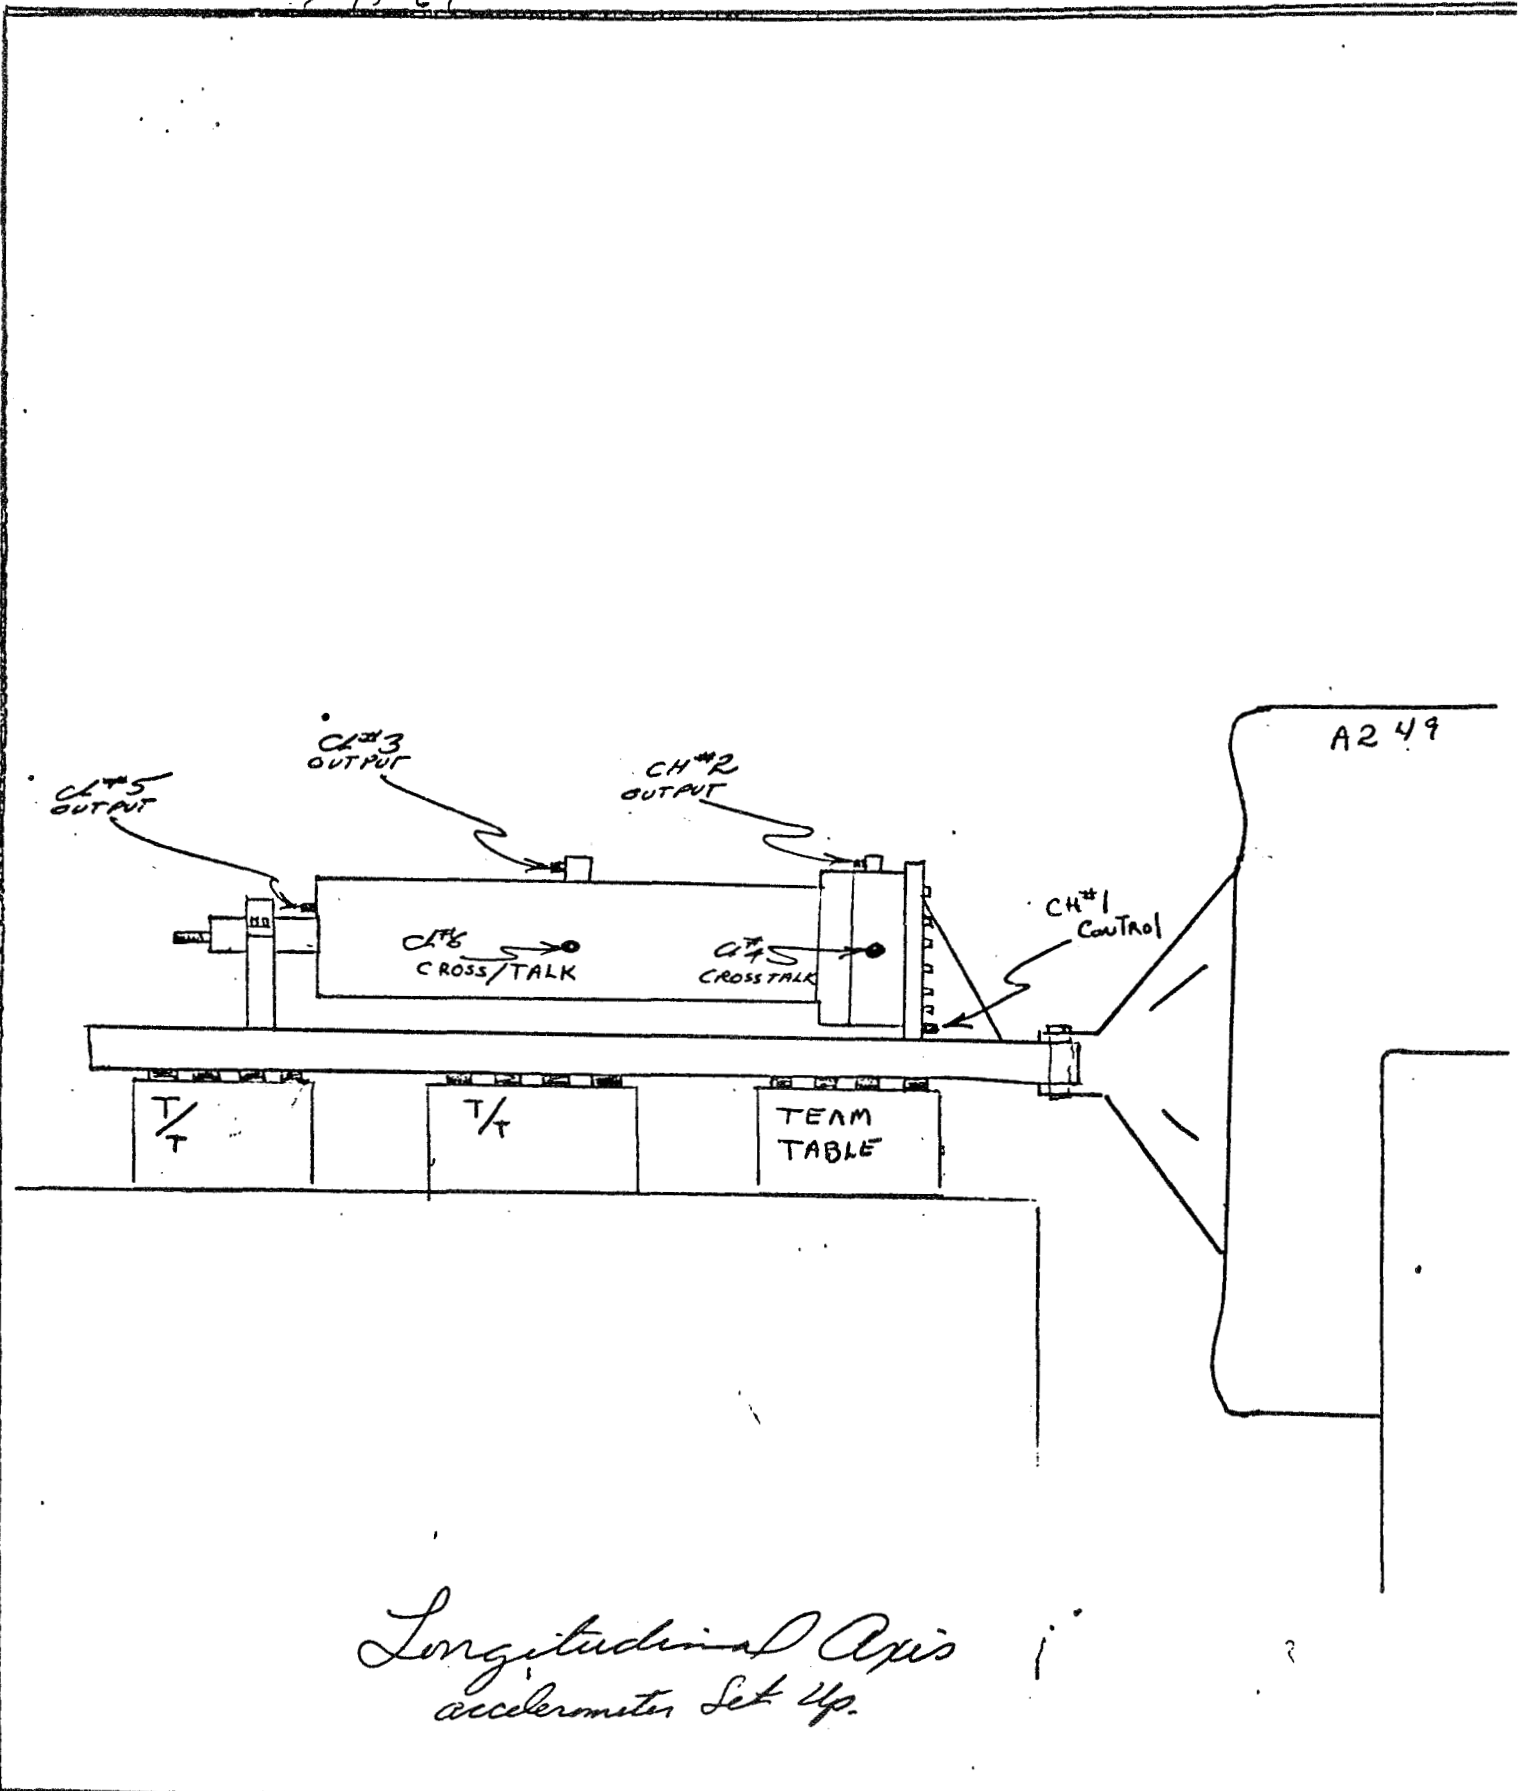 A2 49
Ch#3
OUTPUT
CH#2
OUTPUT
Ch#5
OUTPUT
CH#1
CONTROL
Ch#6
CROSS/TALK
Ch#4
CROSSTALK
T/T
T/T
TEAM
TABLE
Longitudinal Axis
accelerometer Set Up.